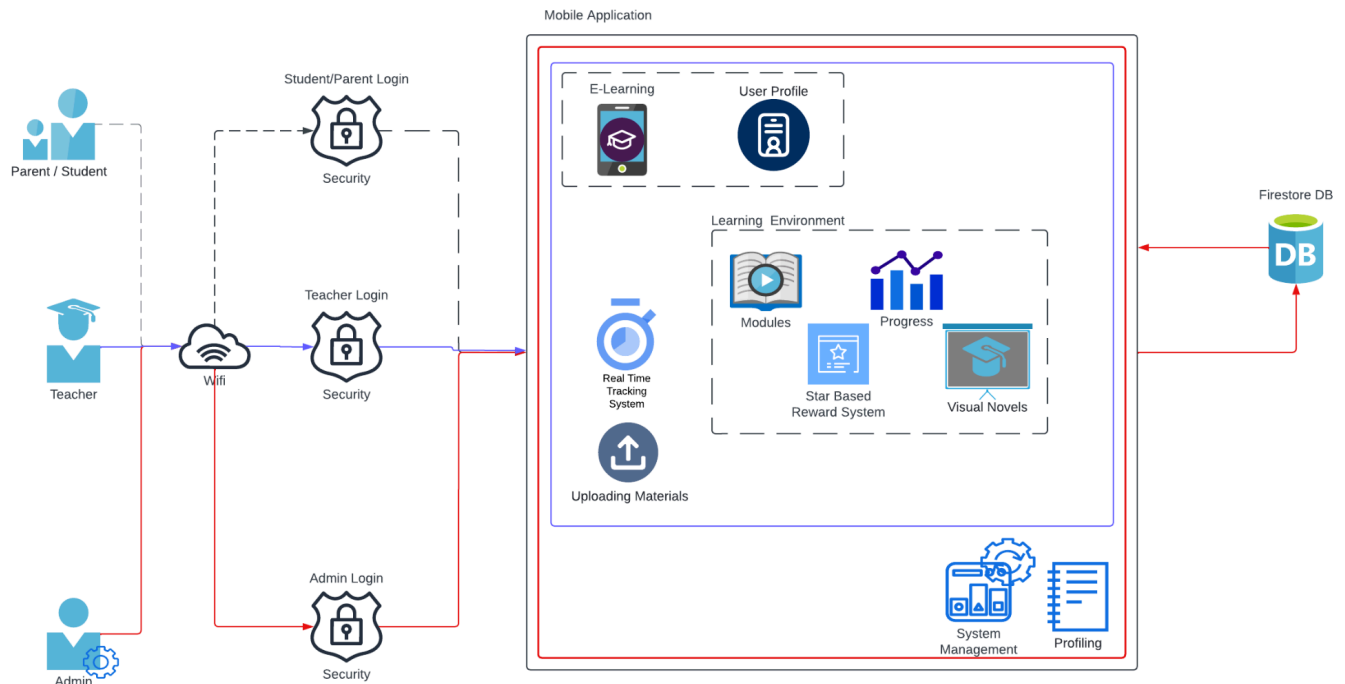 Mobile Application
Student/Parent Login
E-Learning
User Profile
Parent / Student
Security
Firestore DB
Learning Environment
DB
Teacher Login
Modules
Progress
Wifi
Real Time
Tracking
System
Star Based
Reward System
Visual Novels
Teacher
Security
Uploading Materials
Admin Login
System
Management
Profiling
Security
Admin